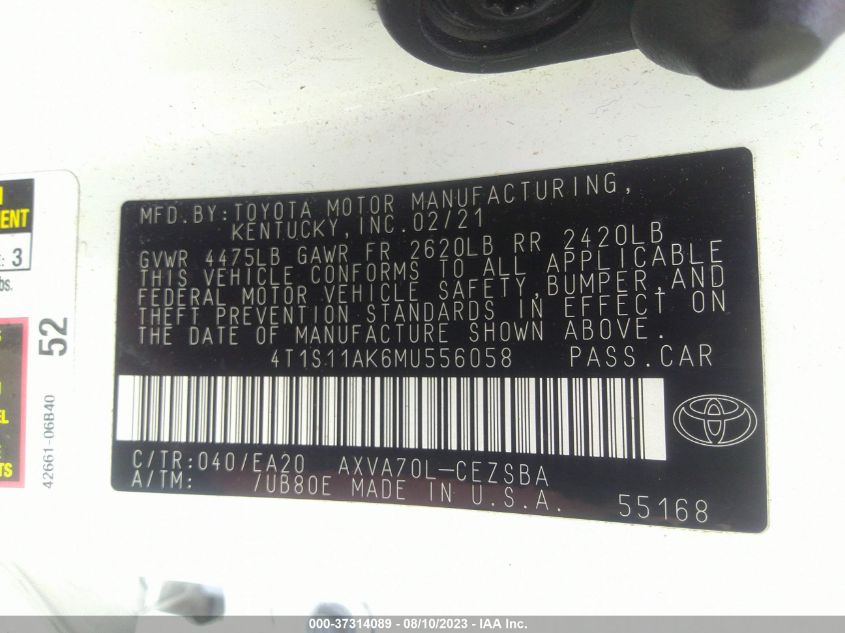 MFD.BY:TOYOTA MOTOR MANUFACTURING,
KENTUCKY,INC.02/21
GVWR 4475LB GAWR FR 2620LB RR 2420LB
THIS VEHICLE CONFORMS TO ALL APPLICABLE
FEDERAL MOTOR VEHICLE SAFETY,BUMPER,AND
THEFT PREVENTION STANDARDS IN EFFECT ON
THE DATE OF MANUFACTURE SHOWN ABOVE.
4T1S11AK6MU556058 PASS.CAR
C/TR:040/EA20 AXVA70L-CEZSBA
A/TM: /UB80E MADE IN U.S.A. 55168
52
42661-06B40
3
bs.
000-37314089 - 08/10/2023 - IAA Inc.